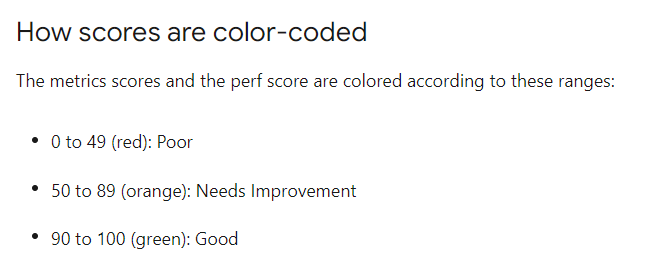 How scores are color-coded
The metrics scores and the perf score are colored according to these ranges:
• 0 to 49 (red): Poor
• 50 to 89 (orange): Needs Improvement
• 90 to 100 (green): Good